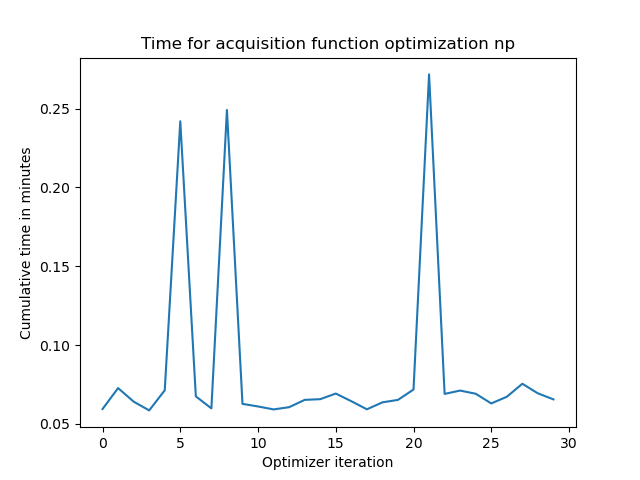 Time for acquisition function optimization np
Cumulative time in minutes
0.25
0.20
0.15
0.10
0.05
0 5 10 15 20 25 30
Optimizer iteration